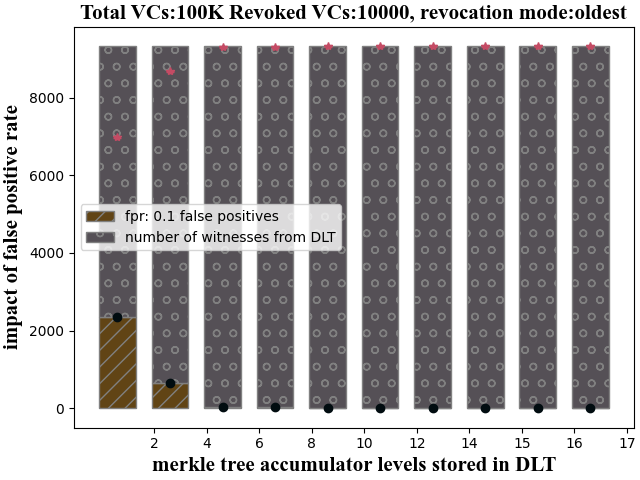 Total VCs:100K Revoked VCs:10000, revocation mode:oldest
impact of false positive rate
8000
6000
4000
2000
0
fpr: 0.1 false positives
number of witnesses from DLT
2 4 6 8 10 12 14 15 16 17
merkle tree accumulator levels stored in DLT